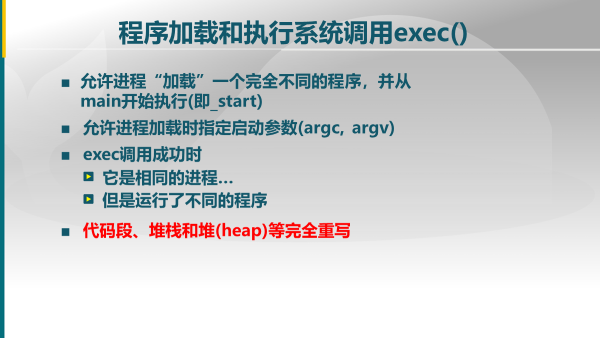 程序加载和执行系统调用exec()
允许进程“加载”一个完全不同的程序，并从
main开始执行(即_start)
允许进程加载时指定启动参数(argc, argv)
exec调用成功时
它是相同的进程...
但是运行了不同的程序
代码段、堆栈和堆(heap)等完全重写